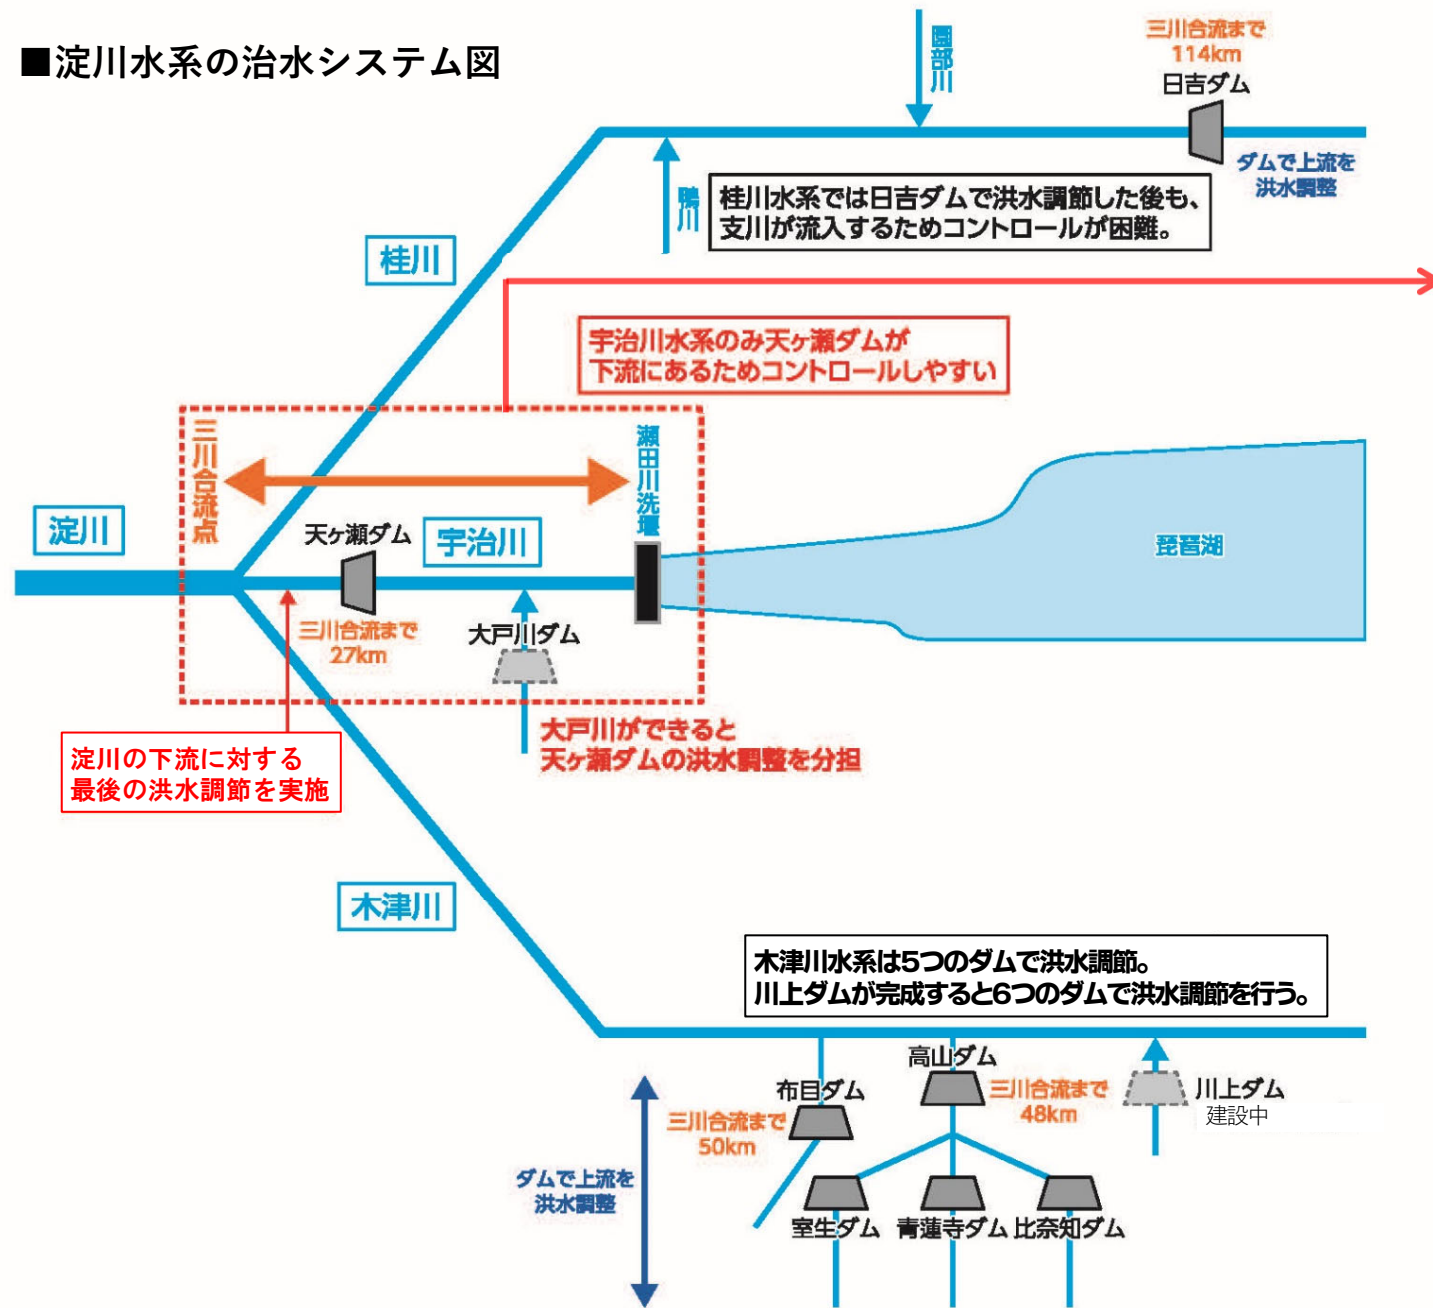 ■淀川水系の治水システム図
園部川
三川合流まで
114km
日吉ダム
ダムで上流を
洪水調整
鴨川
桂川水系では日吉ダムで洪水調節した後も、
支川が流入するためコントロールが困難。
桂川
宇治川水系のみ天ヶ瀬ダムが
下流にあるためコントロールしやすい
三川合流点
瀬田川洗堰
淀川
天ヶ瀬ダム
宇治川
琵琶湖
三川合流まで
27km
大戸川ダム
大戸川ができると
天ヶ瀬ダムの洪水調整を分担
淀川の下流に対する
最後の洪水調節を実施
木津川
木津川水系は5つのダムで洪水調節。
川上ダムが完成すると6つのダムで洪水調節を行う。
高山ダム
三川合流まで
48km
布目ダム
三川合流まで
50km
川上ダム
建設中
ダムで上流を
洪水調整
室生ダム
青蓮寺ダム
比奈知ダム